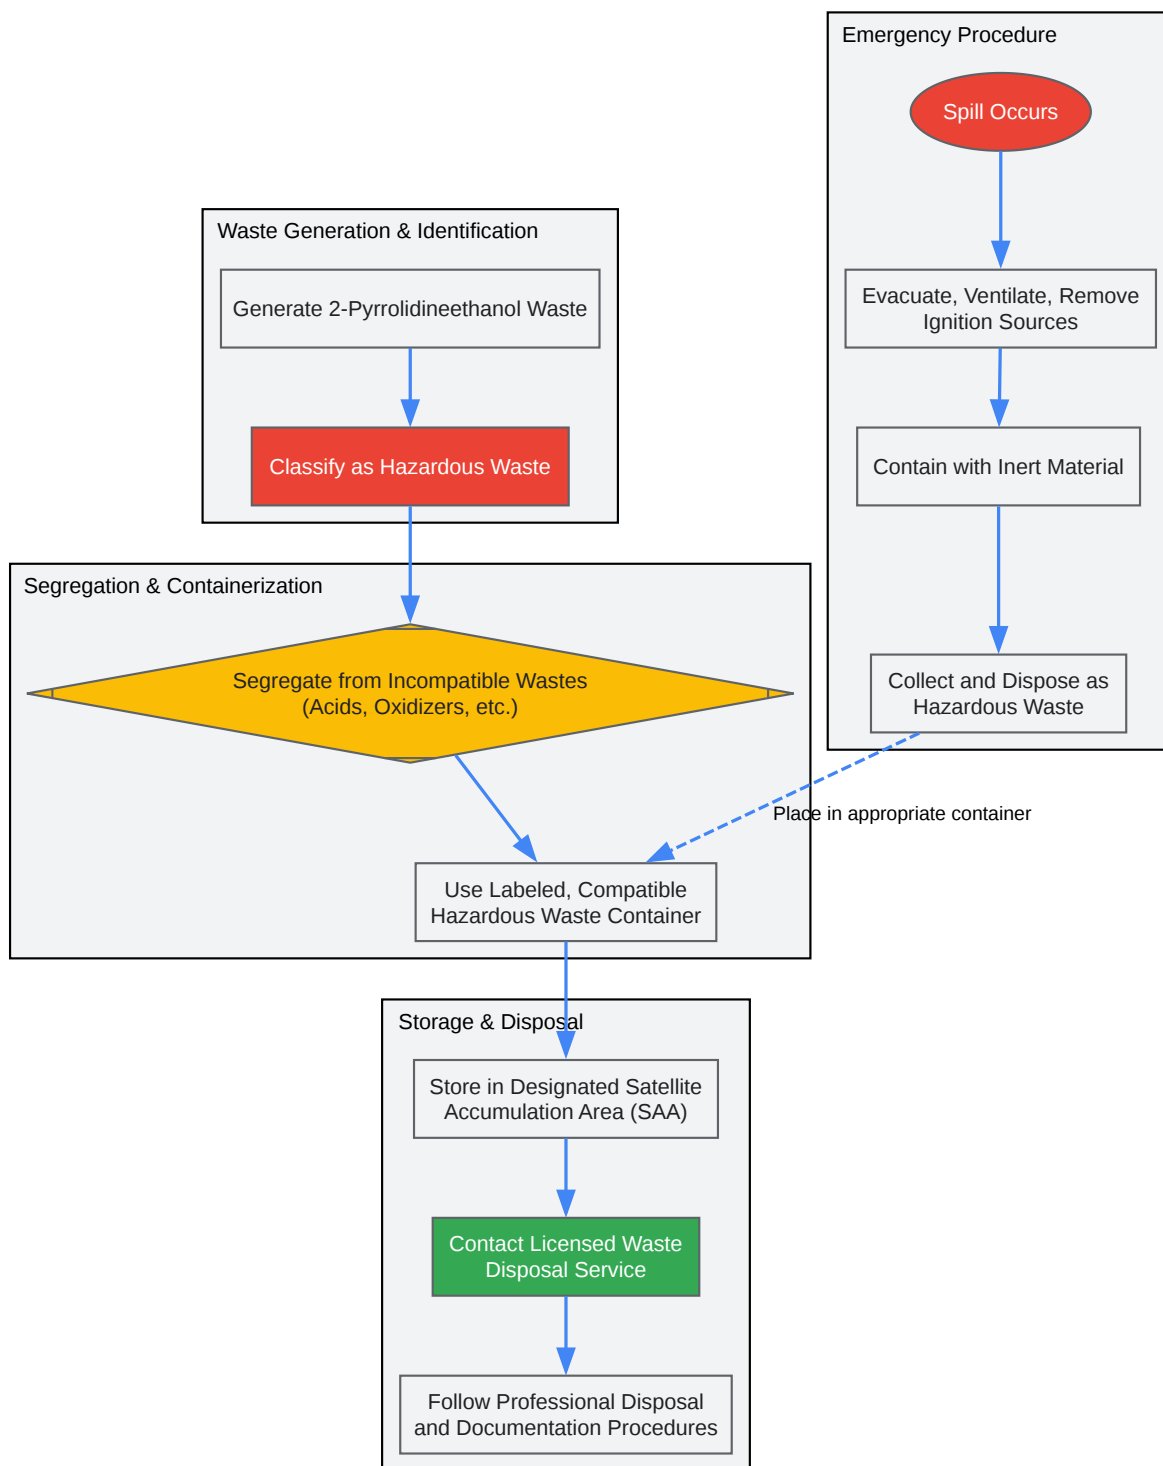 Emergency Procedure
Spill Occurs
Evacuate, Ventilate, Remove
Ignition Sources
Contain with Inert Material
Collect and Dispose as
Hazardous Waste
Place in appropriate container
Waste Generation & Identification
Generate 2-Pyrrolidineethanol Waste
Classify as Hazardous Waste
Segregation & Containerization
Segregate from Incompatible Wastes
(Acids, Oxidizers, etc.)
Use Labeled, Compatible
Hazardous Waste Container
Storage & Disposal
Store in Designated Satellite
Accumulation Area (SAA)
Contact Licensed Waste
Disposal Service
Follow Professional Disposal
and Documentation Procedures